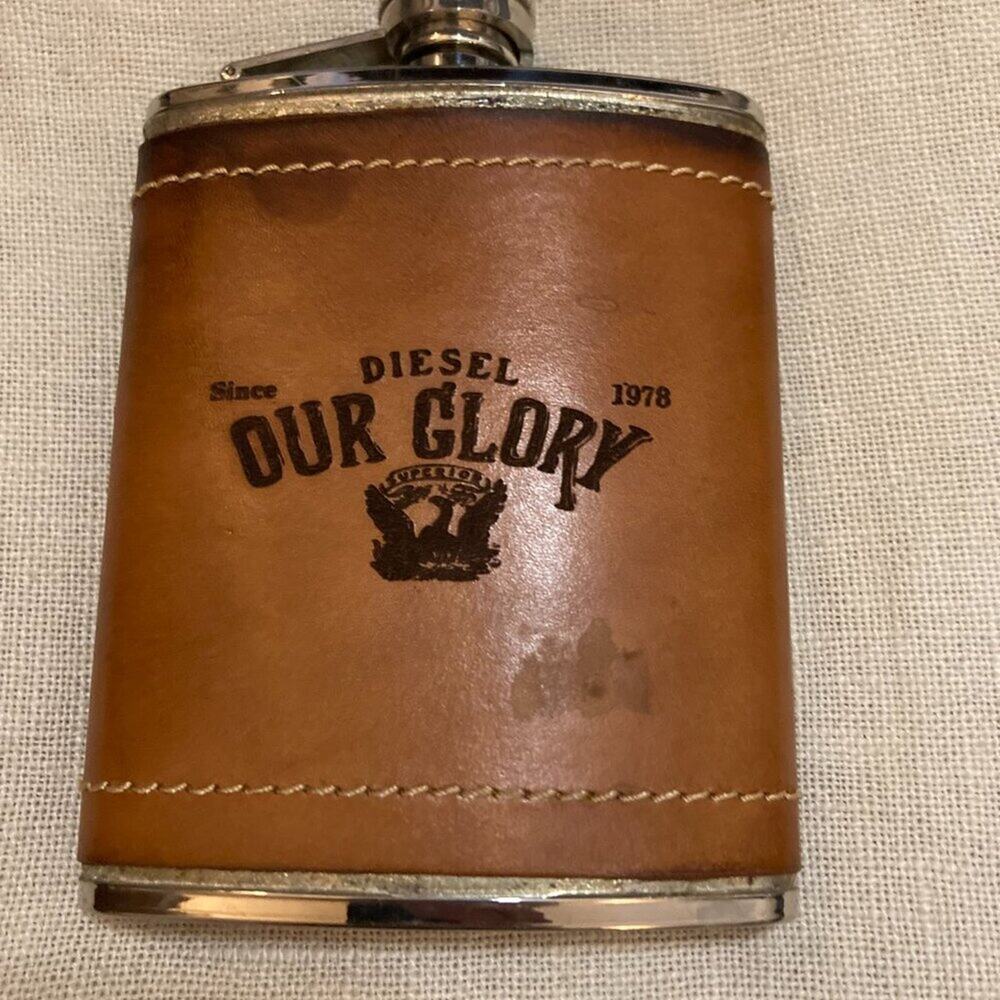 DIESEL
Since 1978
OUR GLORY
SUPERIOR